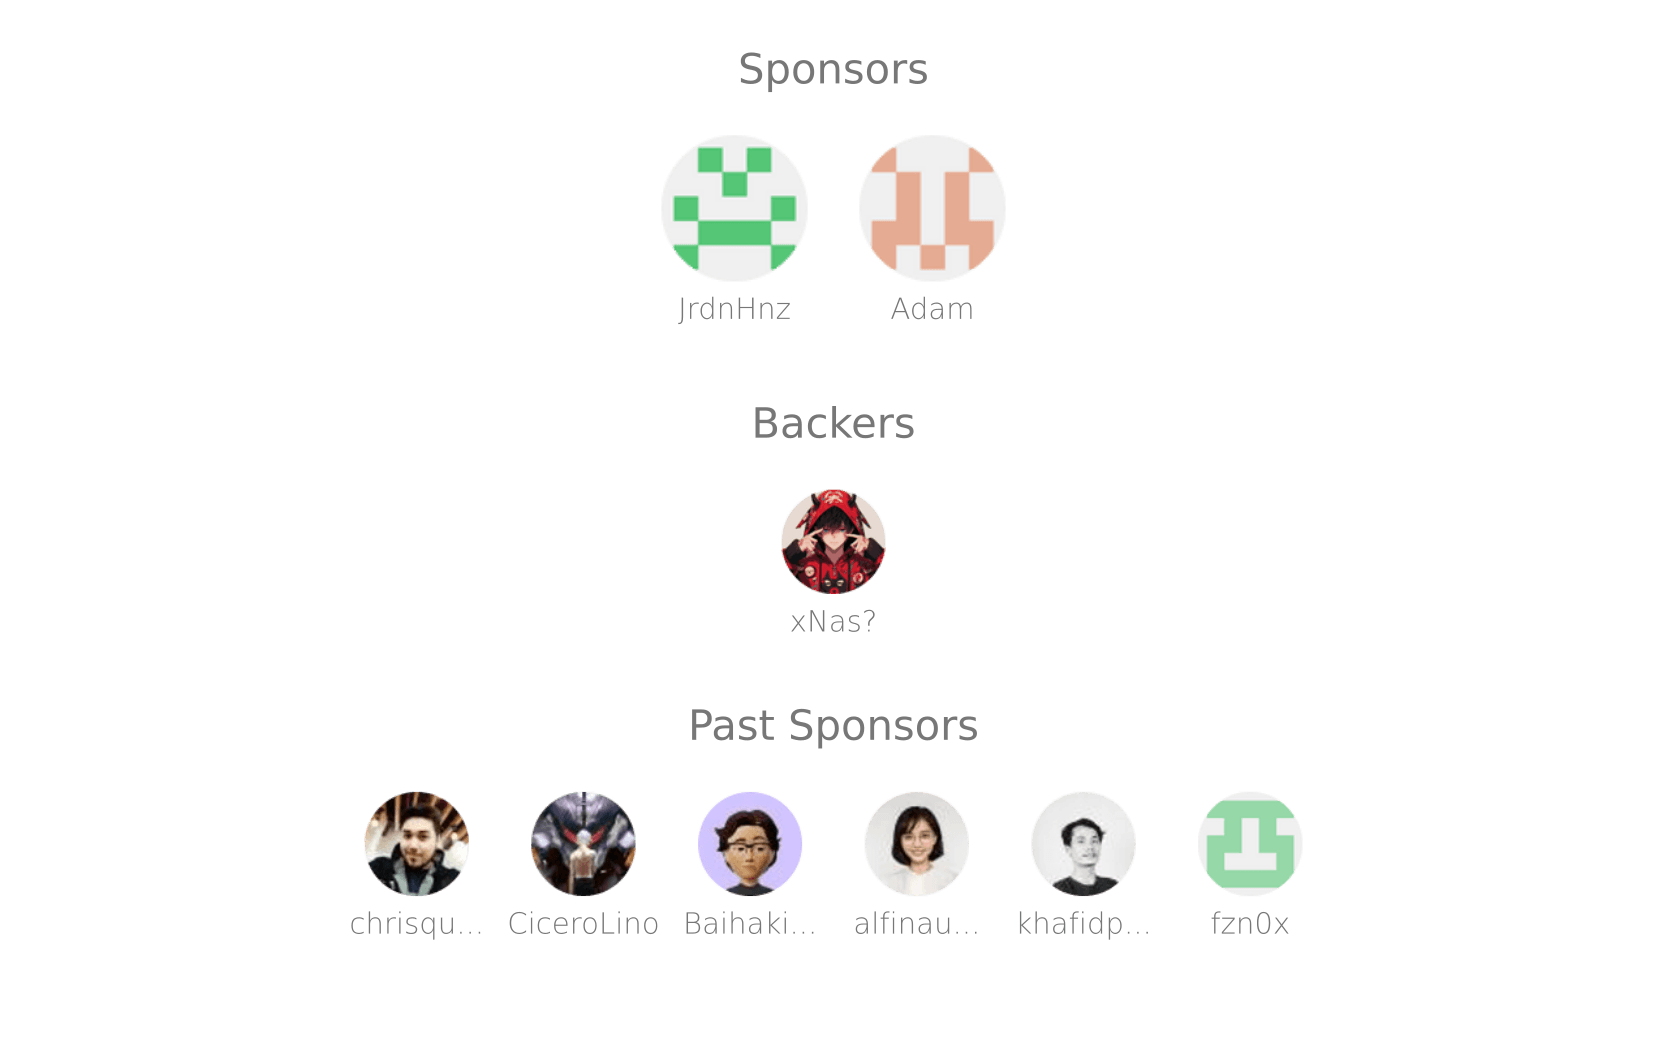 Sponsors
JrdnHnz Adam
Backers
xNas?
Past Sponsors
chrisqu... CiceroLino Baihaki... alfinau... khafidp... fzn0x